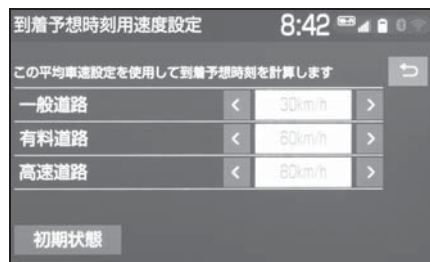 到着予想時刻用速度設定 8:42
この平均車速設定を使用して到着予想時刻を計算します
一般道路 < 30km/h >
有料道路 < 60km/h >
高速道路 < 80km/h >
初期状態